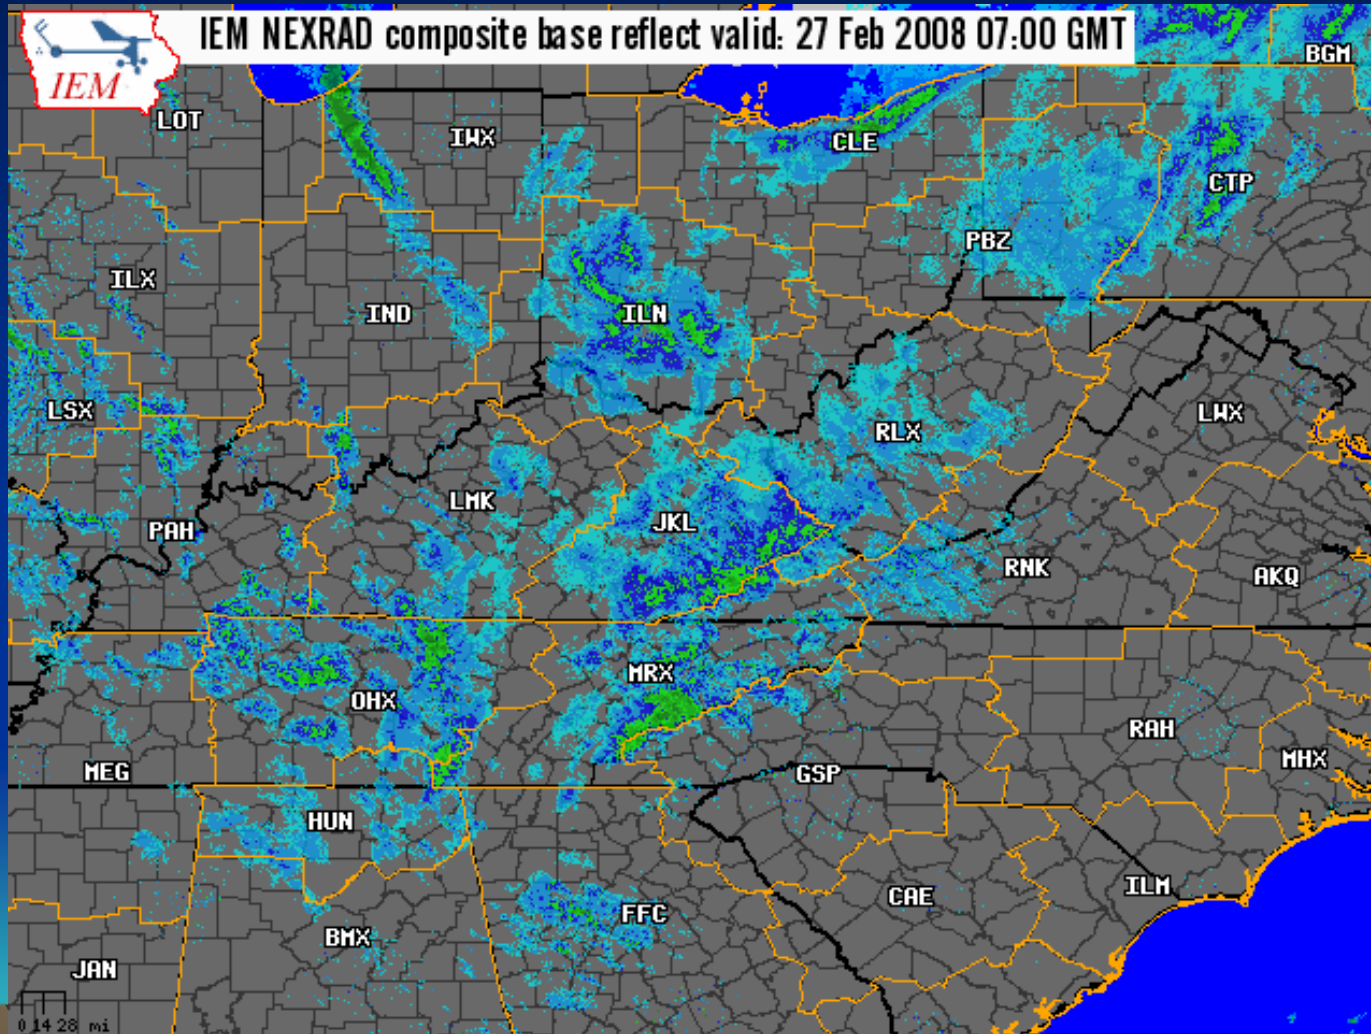 IEM NEXRAD composite base reflect valid: 27 Feb 2008 07:00 GMT
IEM
BGM
LOT
IWX
CLE
CTP
PBZ
ILX
IND
ILN
LSX
LWX
RLX
LMK
JKL
PAH
RNK
AKQ
MRX
OHX
RAH
MHX
MEG
GSP
HUN
ILM
CAE
FFC
BMX
JAN
0 14 28 mi